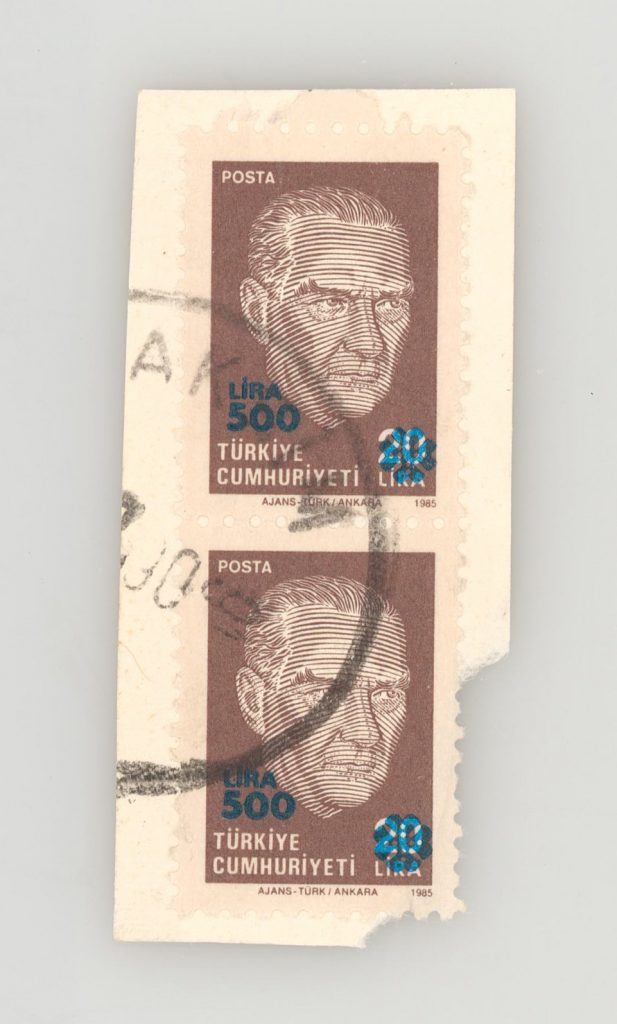 POSTA
LİRA
500
TÜRKİYE
20
CUMHURİYETİ LİRA
AJANS-TÜRK/ANKARA 1985
POSTA
LİRA
500
TÜRKİYE
20
CUMHURİYETİ LİRA
AJANS-TÜRK/ANKARA 1985